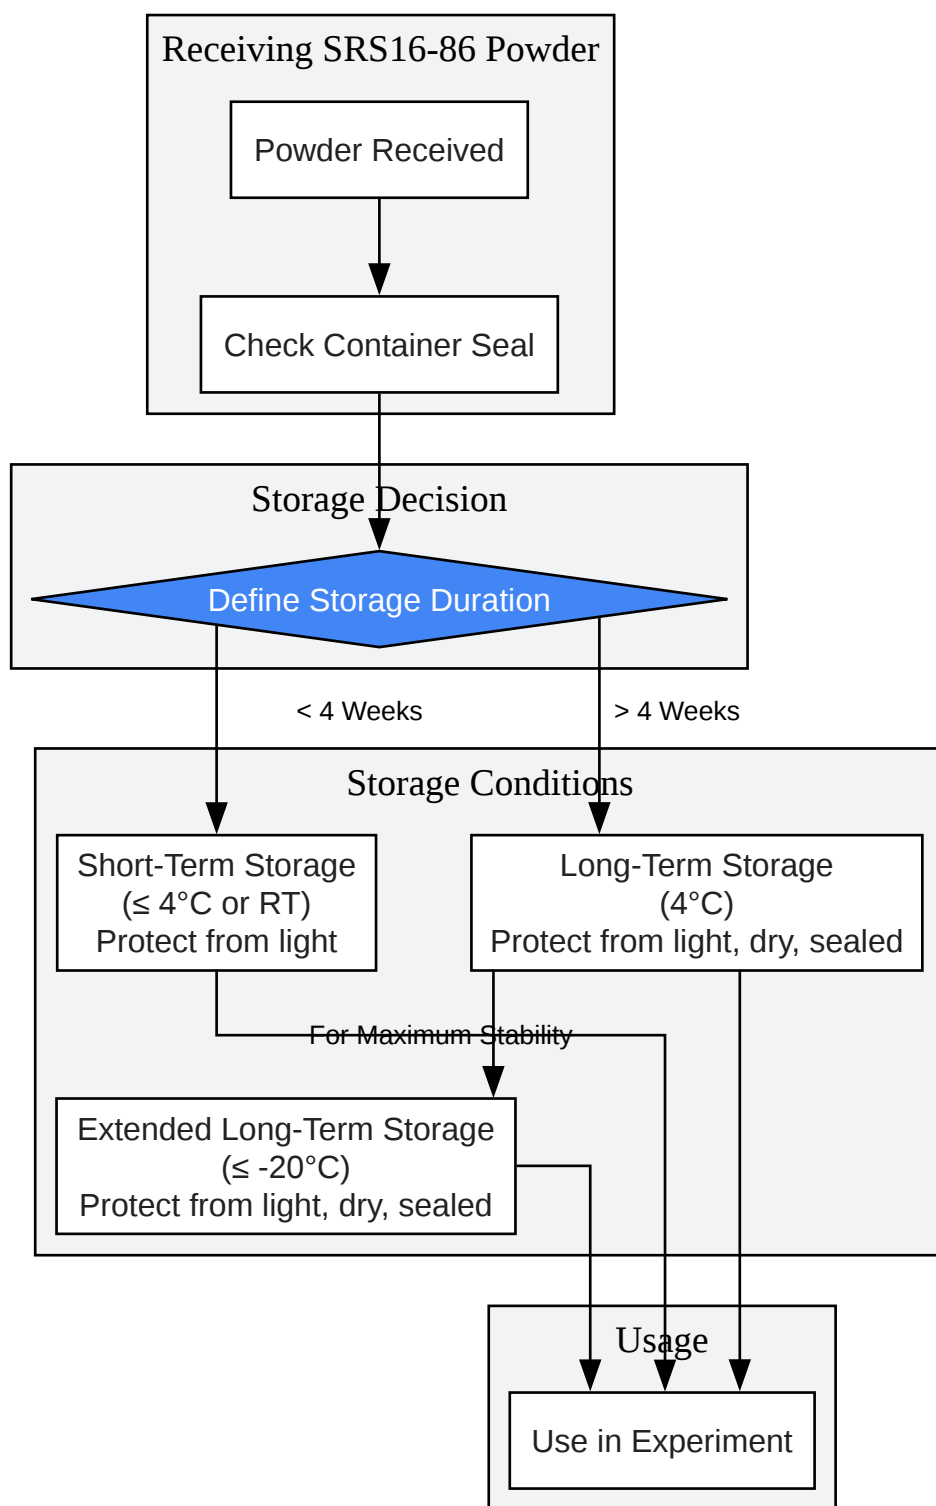 Receiving SRS16-86 Powder
Powder Received
Check Container Seal
Storage Decision
Define Storage Duration
< 4 Weeks
> 4 Weeks
Storage Conditions
Short-Term Storage
(≤ 4°C or RT)
Protect from light
Long-Term Storage
(4°C)
Protect from light, dry, sealed
For Maximum Stability
Extended Long-Term Storage
(≤ -20°C)
Protect from light, dry, sealed
Usage
Use in Experiment